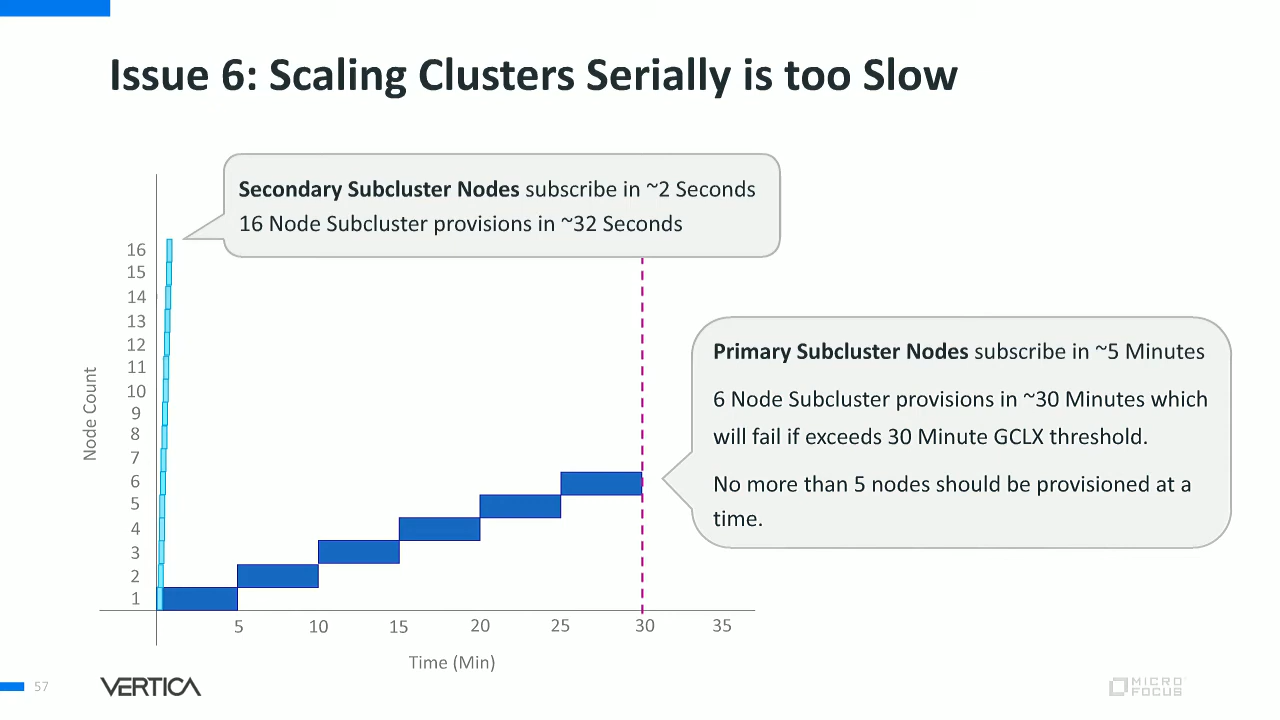 Issue 6: Scaling Clusters Serially is too Slow
Secondary Subcluster Nodes subscribe in ~2 Seconds
16 Node Subcluster provisions in ~32 Seconds
Primary Subcluster Nodes subscribe in ~5 Minutes
6 Node Subcluster provisions in ~30 Minutes which
will fail if exceeds 30 Minute GCLX threshold.
No more than 5 nodes should be provisioned at a
time.
Node Count
16
15
14
13
12
11
10
9
8
7
6
5
4
3
2
1
5 10 15 20 25 30 35
Time (Min)
57
VERTICA
MICRO
FOCUS